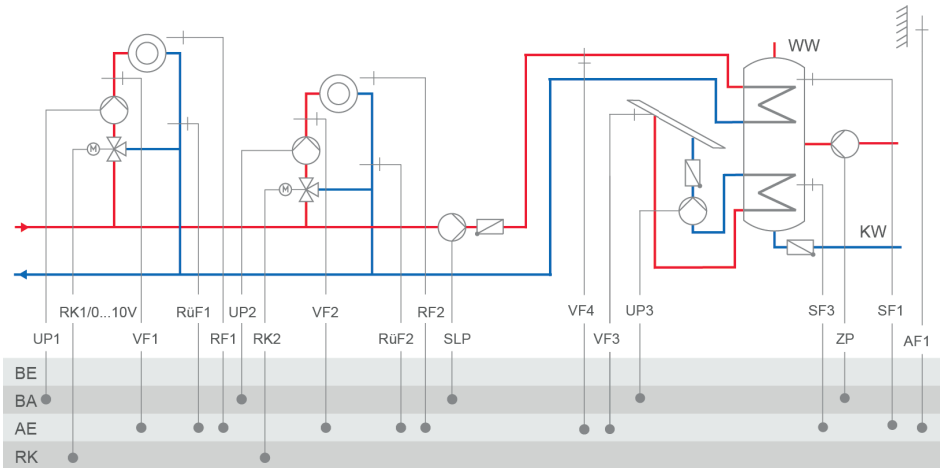 WW
M
M
KW
RK1/0...10V RüF1 UP2 VF2 RF2 VF4 UP3 SF3 SF1
UP1 VF1 RF1 RK2 RüF2 SLP VF3 ZP AF1
BE
BA
AE
RK